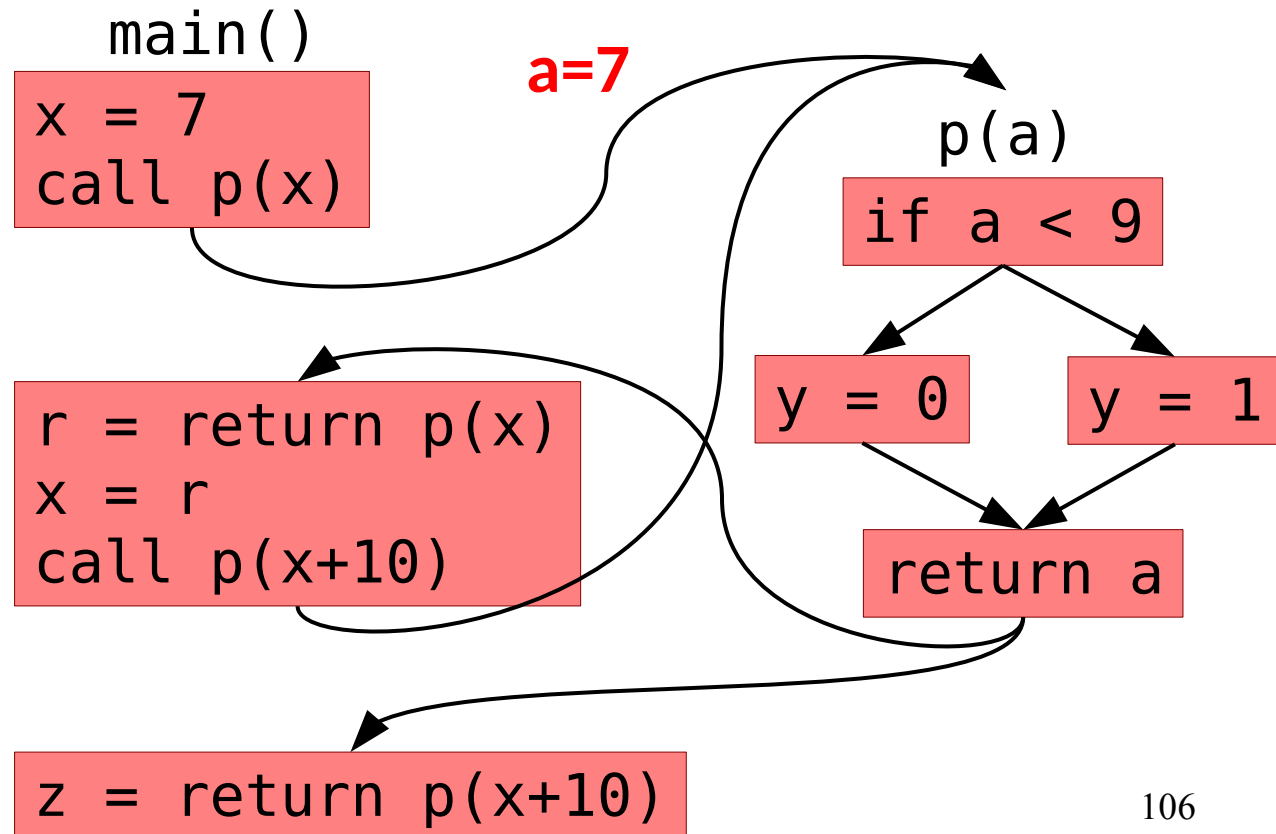 main()
x = 7
call p(x)
a=7
p(a)
if a < 9
y = 0
y = 1
r = return p(x)
x = r
call p(x+10)
return a
z = return p(x+10)
106